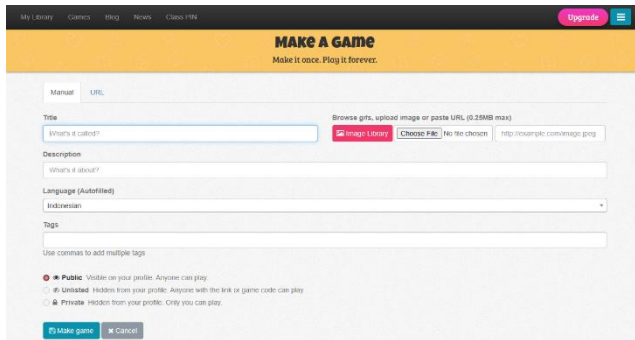 My Library Games Blog News Class PIN Upgrade
MAKE A GAME
Make it once. Play it forever.
Manual URL
Title
What's it called?
Browse gifs, upload image or paste URL (0.25MB max)
Image Library Choose File No file chosen http://example.com/image.jpeg
Description
What's it about?
Language (Autofilled)
Indonesian
Tags
Use commas to add multiple tags
Public Visible on your profile. Anyone can play.
Unlisted Hidden from your profile. Anyone with the link or game code can play.
Private Hidden from your profile. Only you can play.
Make game Cancel